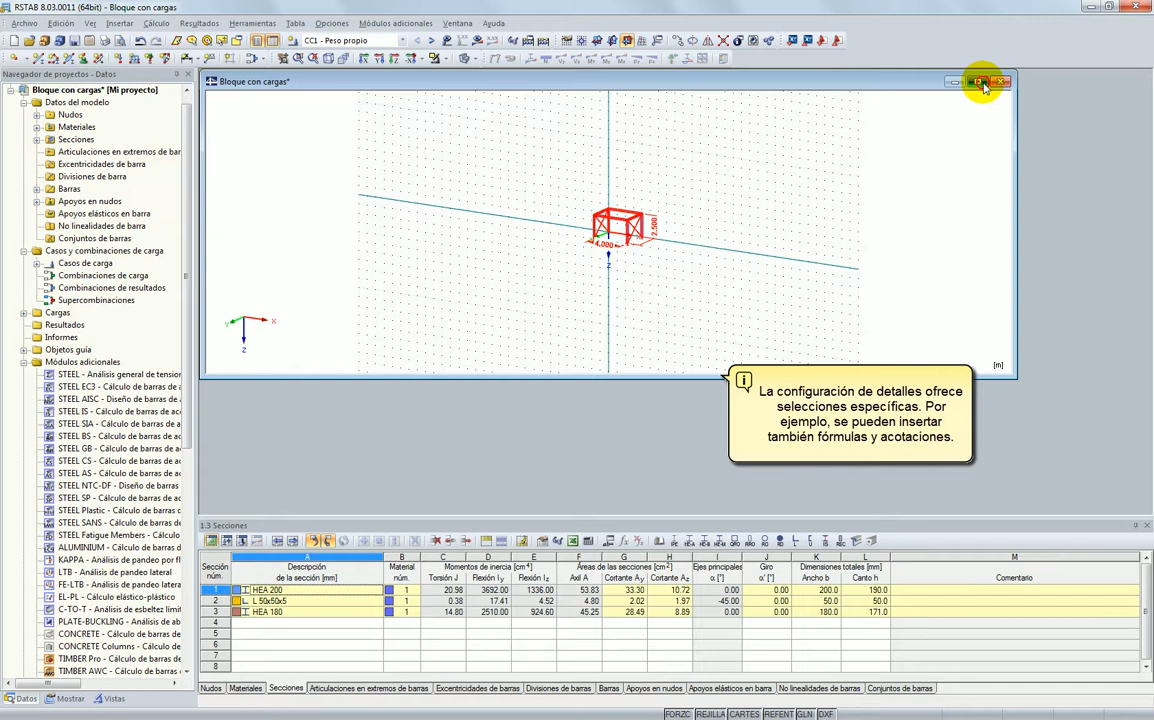 RSTAB 8.03.0011 (64bit) - Bloque con cargas*
Archivo Edición Ver Insertar Cálculo Resultados Herramientas Tabla Opciones Módulos adicionales Ventana Ayuda
CC1 - Peso propio
Navegador de proyectos - Datos
Bloque con cargas* [Mi proyecto]
Datos del modelo
Nudos
Materiales
Secciones
Articulaciones en extremos de bar
Excentricidades de barra
Divisiones de barra
Barras
Apoyos en nudos
Apoyos elásticos en barra
No linealidades de barra
Conjuntos de barras
Casos y combinaciones de carga
Casos de carga
Combinaciones de carga
Combinaciones de resultados
Supercombinaciones
Cargas
Resultados
Informes
Objetos guía
Módulos adicionales
STEEL - Análisis general de tension
STEEL EC3 - Cálculo de barras de a
STEEL AISC - Diseño de barras de
STEEL IS - Cálculo de barras de ac
STEEL SIA - Cálculo de barras de a
STEEL BS - Cálculo de barras de ac
STEEL GB - Cálculo de barras de a
STEEL CS - Cálculo de barras de ac
STEEL AS - Cálculo de barras de ac
STEEL NTC-DF - Diseño de barras
STEEL SP - Cálculo de barras de ac
STEEL Plastic - Cálculo de barras d
STEEL SANS - Cálculo de barras de
STEEL Fatigue Members - Cálculo
ALUMINIUM - Cálculo de barras de
KAPPA - Análisis de pandeo por fl
LTB - Análisis de pandeo lateral
FE-LTB - Análisis de pandeo latera
EL-PL - Cálculo elástico-plástico
C-TO-T - Análisis de esbeltez límit
PLATE-BUCKLING - Cálculo de pan
CONCRETE - Cálculo de barras de
CONCRETE Columns - Cálculo de
TIMBER Pro - Cálculo de barras de
TIMBER AWC - Cálculo de barras d
Datos Mostrar Vistas
Bloque con cargas*
2.500
4.000
Z
Y
X
Z
[m]
La configuración de detalles ofrece
selecciones específicas. Por
ejemplo, se pueden insertar
también fórmulas y acotaciones.
1.3 Secciones
A B C D E F G H I J K L M
Sección Descripción Material Momentos de inercia [cm4] Áreas de las secciones [cm2] Ejes principales Giro Dimensiones totales [mm]
núm. de la sección [mm] núm. Torsión J Flexión Iy Flexión Iz Axil A Cortante Ay Cortante Az α [°] α' [°] Ancho b Canto h Comentario
1 HEA 200 1 20.98 3692.00 1336.00 53.83 33.30 10.72 0.00 0.00 200.0 190.0
2 L 50x50x5 1 0.38 17.41 4.52 4.80 2.02 1.97 -45.00 0.00 50.0 50.0
3 HEA 180 1 14.80 2510.00 924.60 45.25 28.49 8.89 0.00 0.00 180.0 171.0
4
5
6
7
8
Nudos Materiales Secciones Articulaciones en extremos de barras Excentricidades de barras Divisiones de barras Barras Apoyos en nudos Apoyos elásticos en barra No linealidades de barras Conjuntos de barras
FORZC REJILLA CARTES REFENT GLN DXF